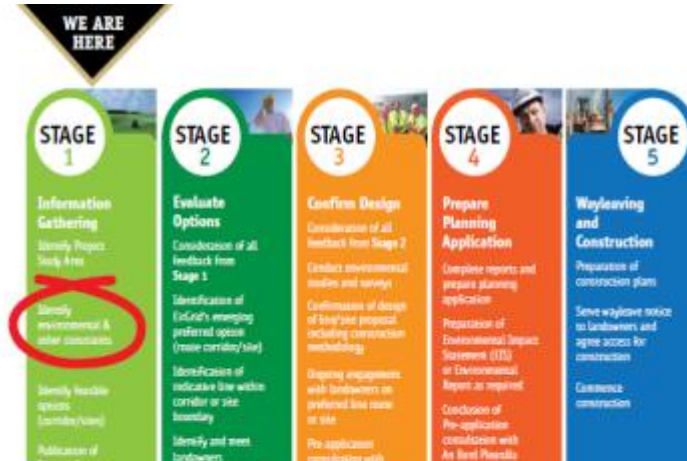 WE ARE
HERE
STAGE
1
Information
Gathering
Identify Project
Study Area
Identify
environmental &
other constraints
Identify feasible
options
(corridor/sites)
Publication of
STAGE
2
Evaluate
Options
Consideration of all
feedback from
Stage 1
Identification of
EirGrid's emerging
preferred option
(route corridor/site)
Identification of
indicative line within
corridor or site
boundary
Identify and meet
landowners
STAGE
3
Confirm Design
Consideration of all
feedback from Stage 2
Conduct environmental
studies and surveys
Confirmation of design
of line/site proposal
including construction
methodology
Ongoing engagement
with landowners on
preferred line route
or site
Pre-application
consultation with
STAGE
4
Prepare
Planning
Application
Complete reports and
prepare planning
application
Preparation of
Environmental Impact
Statement (EIS)
or Environmental
Report as required
Conclusion of
Pre-application
consultation with
An Bord Pleanála
STAGE
5
Wayleaving
and
Construction
Preparation of
construction plans
Serve wayleave notice
to landowners and
agree access for
construction
Commence
construction